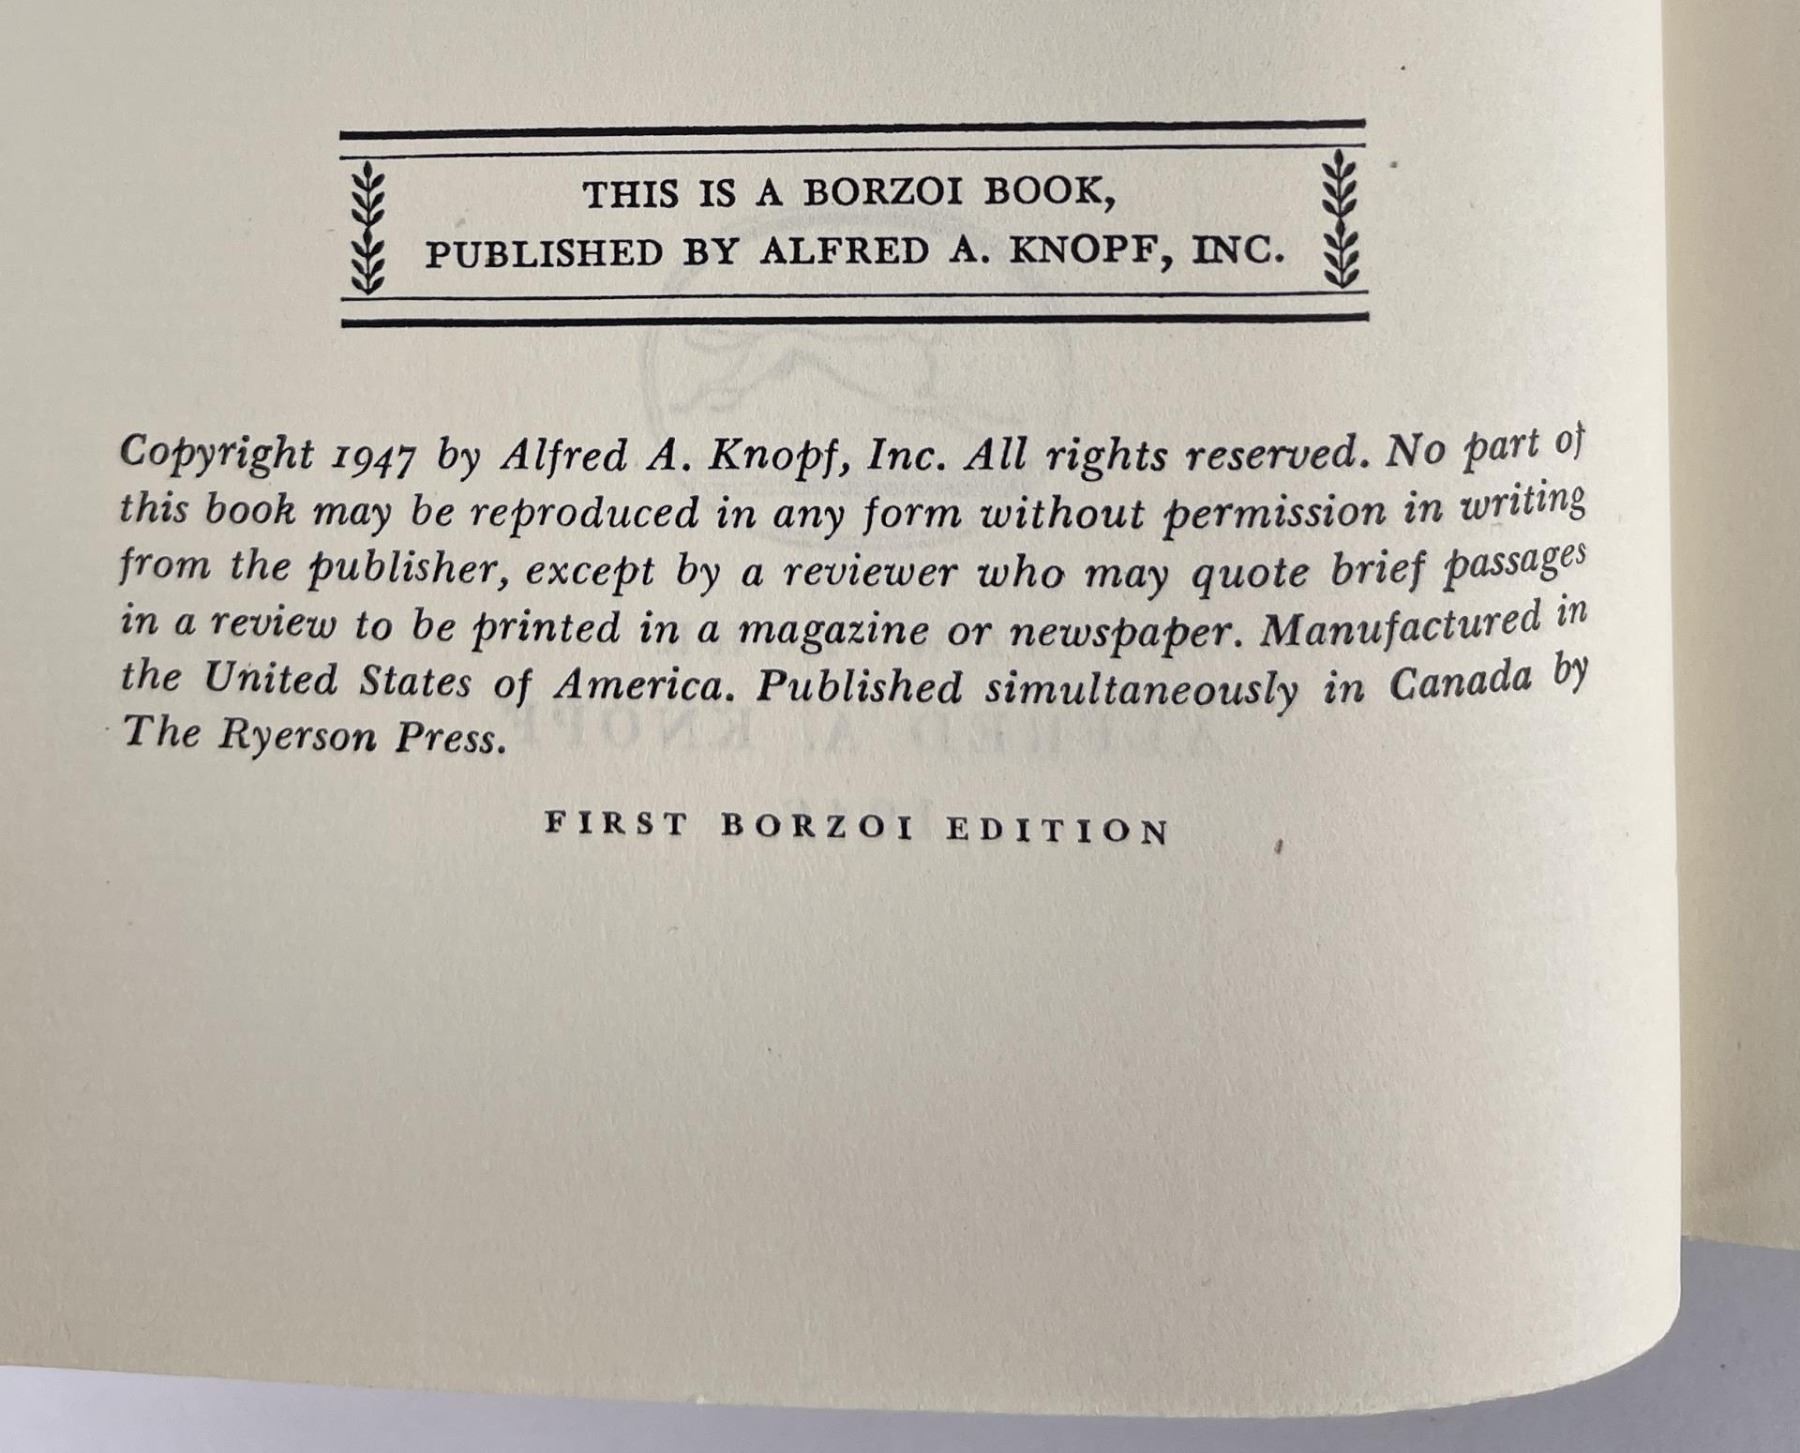 THIS IS A BORZOI BOOK,
PUBLISHED BY ALFRED A. KNOPF, INC.
Copyright 1947 by Alfred A. Knopf, Inc. All rights reserved. No part of
this book may be reproduced in any form without permission in writing
from the publisher, except by a reviewer who may quote brief passages
in a review to be printed in a magazine or newspaper. Manufactured in
the United States of America. Published simultaneously in Canada by
The Ryerson Press.
FIRST BORZOI EDITION